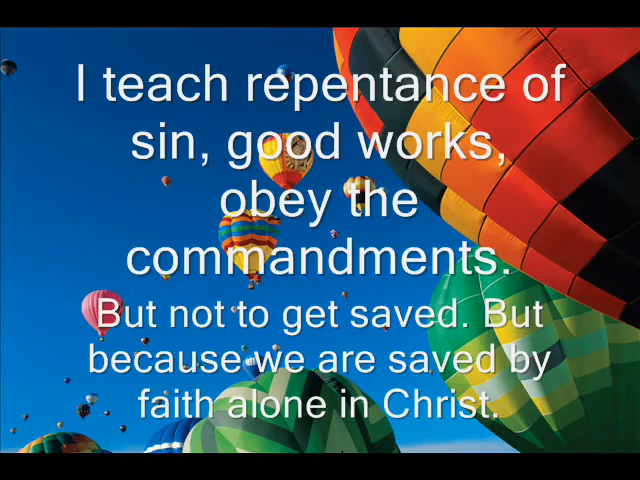 I teach repentance of
sin, good works,
obey the
commandments.
But not to get saved. But
because we are saved by
faith alone in Christ.